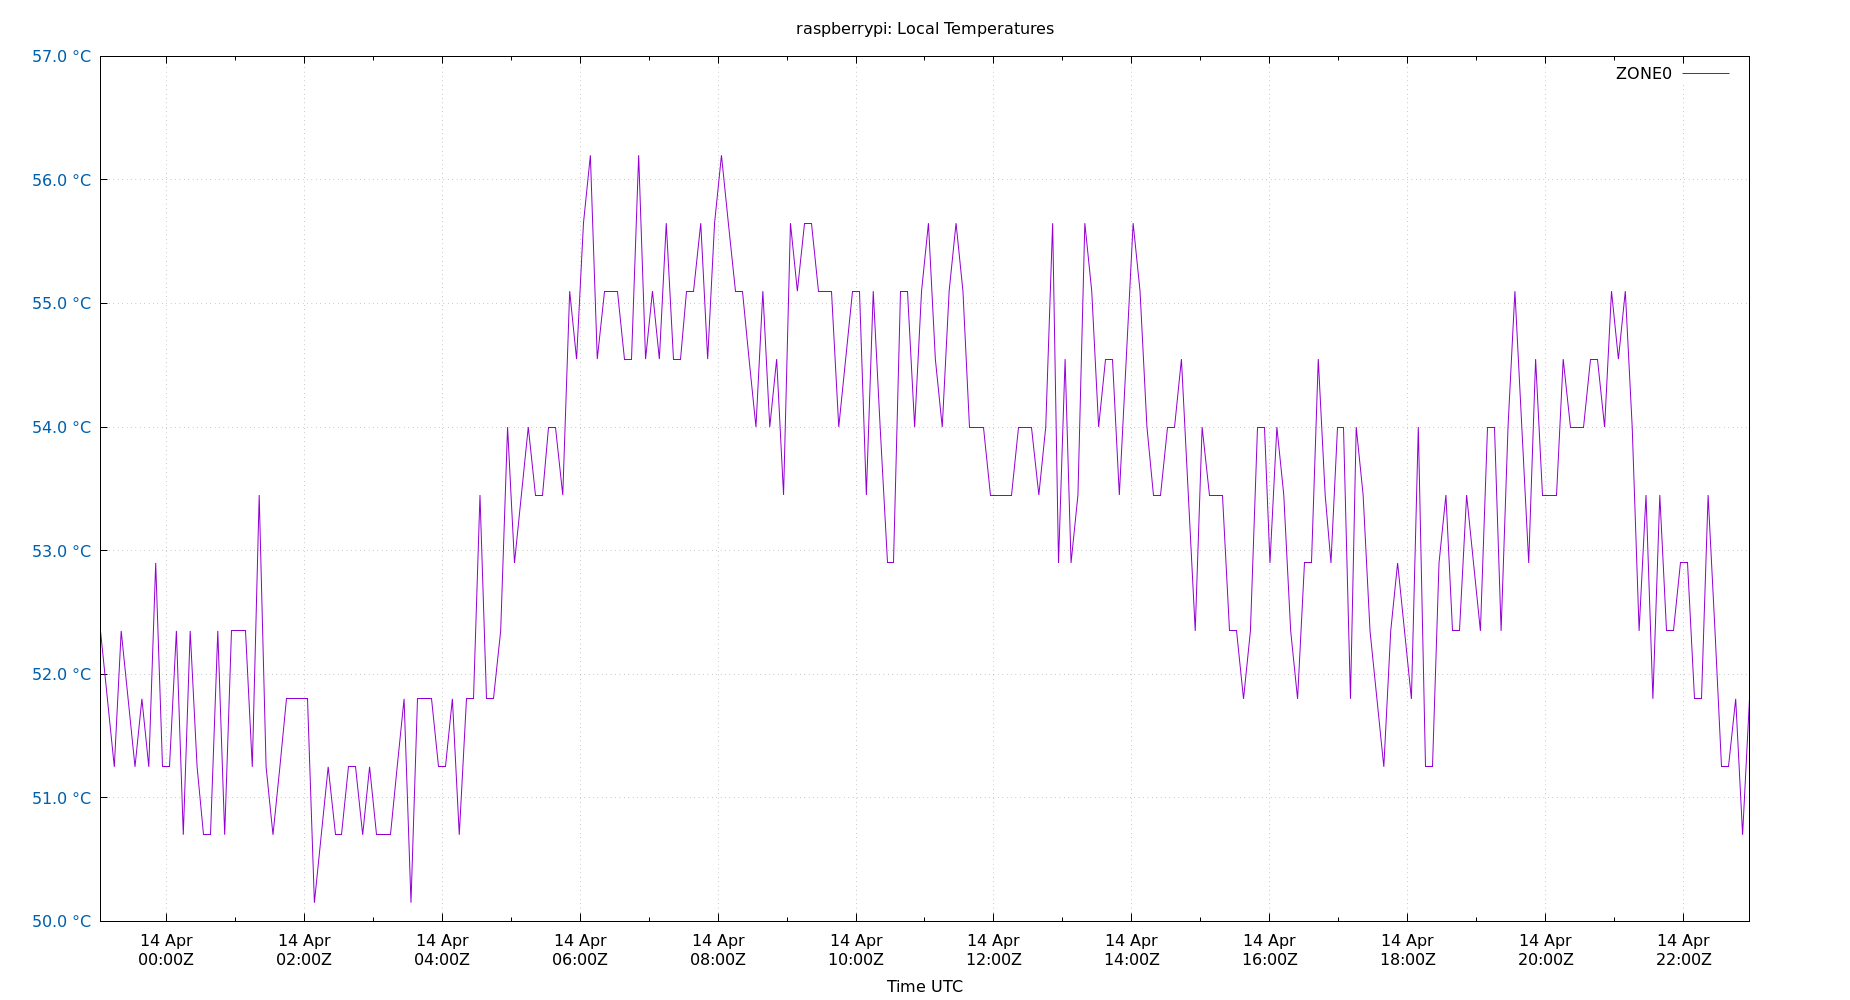 raspberrypi: Local Temperatures
57.0 °C
ZONE0
56.0 °C
55.0 °C
54.0 °C
53.0 °C
52.0 °C
51.0 °C
50.0 °C
14 Apr 14 Apr 14 Apr 14 Apr 14 Apr 14 Apr 14 Apr 14 Apr 14 Apr 14 Apr 14 Apr 14 Apr
00:00Z 02:00Z 04:00Z 06:00Z 08:00Z 10:00Z 12:00Z 14:00Z 16:00Z 18:00Z 20:00Z 22:00Z
Time UTC